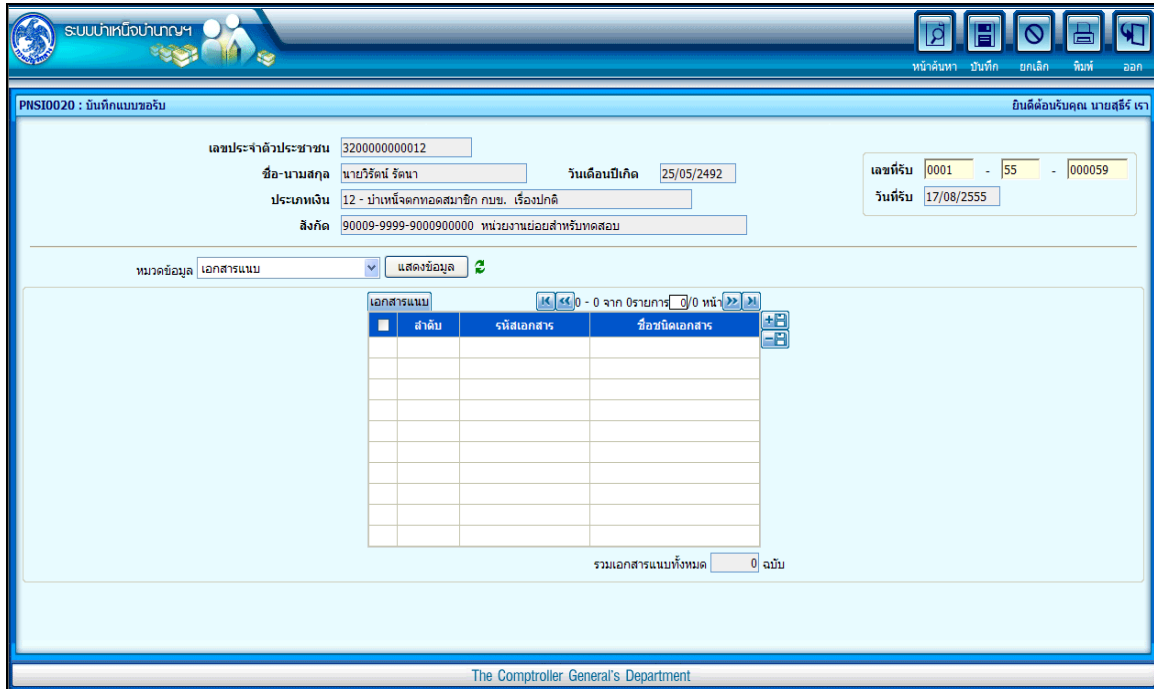 ระบบบำเหน็จบำนาญฯ
หน้าค้นหา บันทึก ยกเลิก พิมพ์ ออก
PNSI0020 : บันทึกแบบขอรับ ยินดีต้อนรับคุณ นายสุธีร์ เรา
เลขประจำตัวประชาชน 3200000000012
ชื่อ-นามสกุล นายวิรัตน์ รัตนา วันเดือนปีเกิด 25/05/2492 เลขที่รับ 0001 - 55 - 000059
ประเภทเงิน 12 - บำเหน็จตกทอดสมาชิก กบข. เรื่องปกติ วันที่รับ 17/08/2555
สังกัด 90009-9999-9000900000 หน่วยงานย่อยสำหรับทดสอบ
หมวดข้อมูล เอกสารแนบ แสดงข้อมูล
เอกสารแนบ 0 - 0 จาก 0รายการ 0/0 หน้า
ลำดับ รหัสเอกสาร ชื่อชนิดเอกสาร
รวมเอกสารแนบทั้งหมด 0 ฉบับ
The Comptroller General's Department